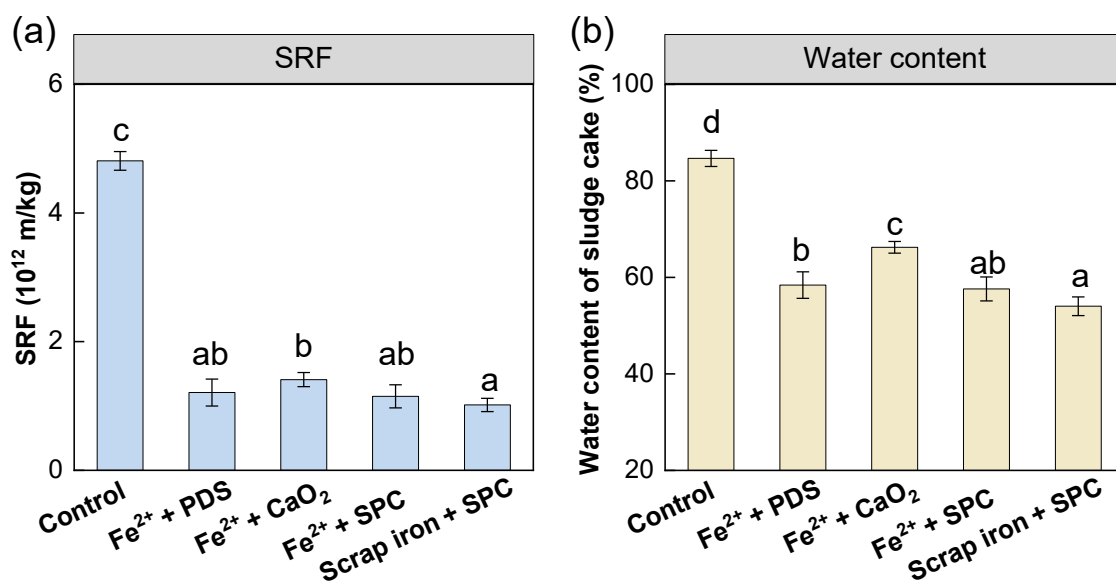 (a)
SRF
SRF (10¹² m/kg)
6
4
2
0
c
ab
b
ab
a
Control
Fe²⁺ + PDS
Fe²⁺ + CaO₂
Fe²⁺ + SPC
Scrap iron + SPC
(b)
Water content
Water content of sludge cake (%)
100
80
60
40
20
d
b
c
ab
a
Control
Fe²⁺ + PDS
Fe²⁺ + CaO₂
Fe²⁺ + SPC
Scrap iron + SPC